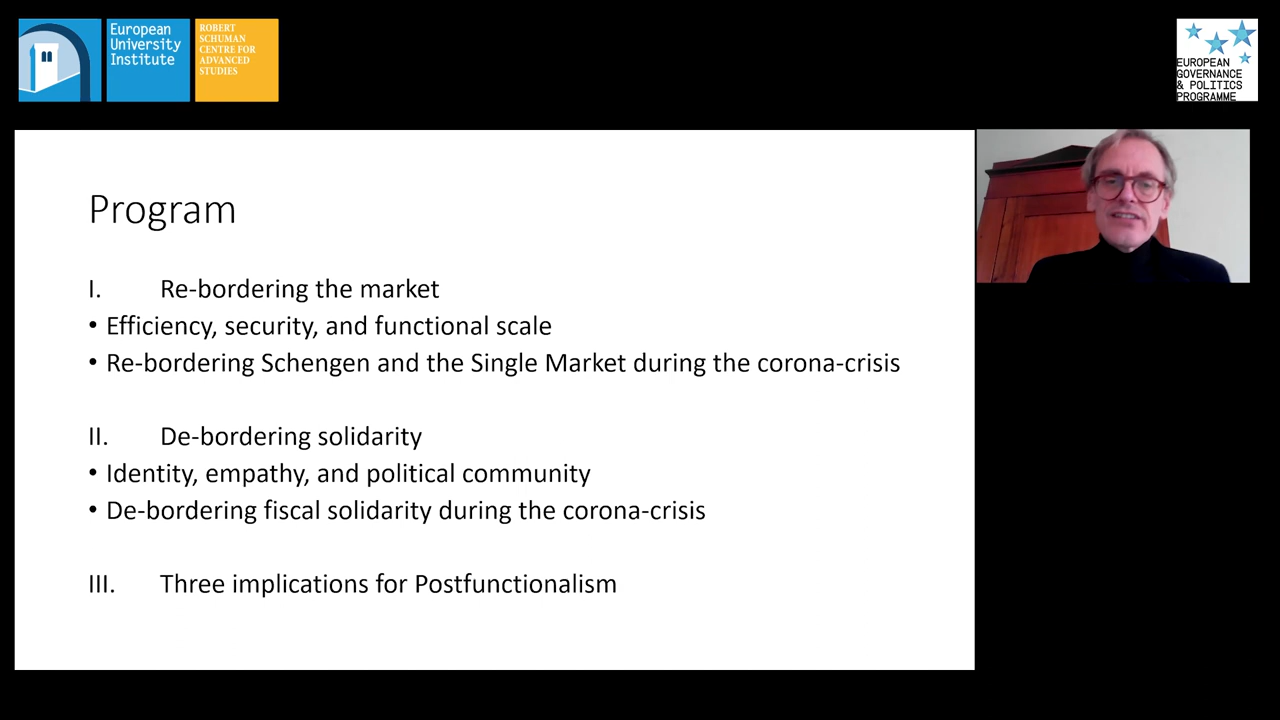 European
University
Institute
ROBERT
SCHUMAN
CENTRE FOR
ADVANCED
STUDIES
EUROPEAN
GOVERNANCE
& POLITICS
PROGRAMME
Program
I. Re-bordering the market
• Efficiency, security, and functional scale
• Re-bordering Schengen and the Single Market during the corona-crisis
II. De-bordering solidarity
• Identity, empathy, and political community
• De-bordering fiscal solidarity during the corona-crisis
III. Three implications for Postfunctionalism